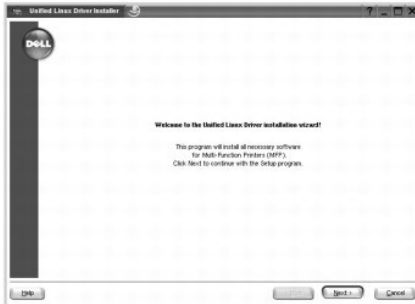 Unified Linux Driver Installer
DELL
Welcome to the Unified Linux Driver installation wizard!
This program will install all necessary software
for Multi-Function Printers (MFP).
Click Next to continue with the Setup program.
Help
Next >
Cancel